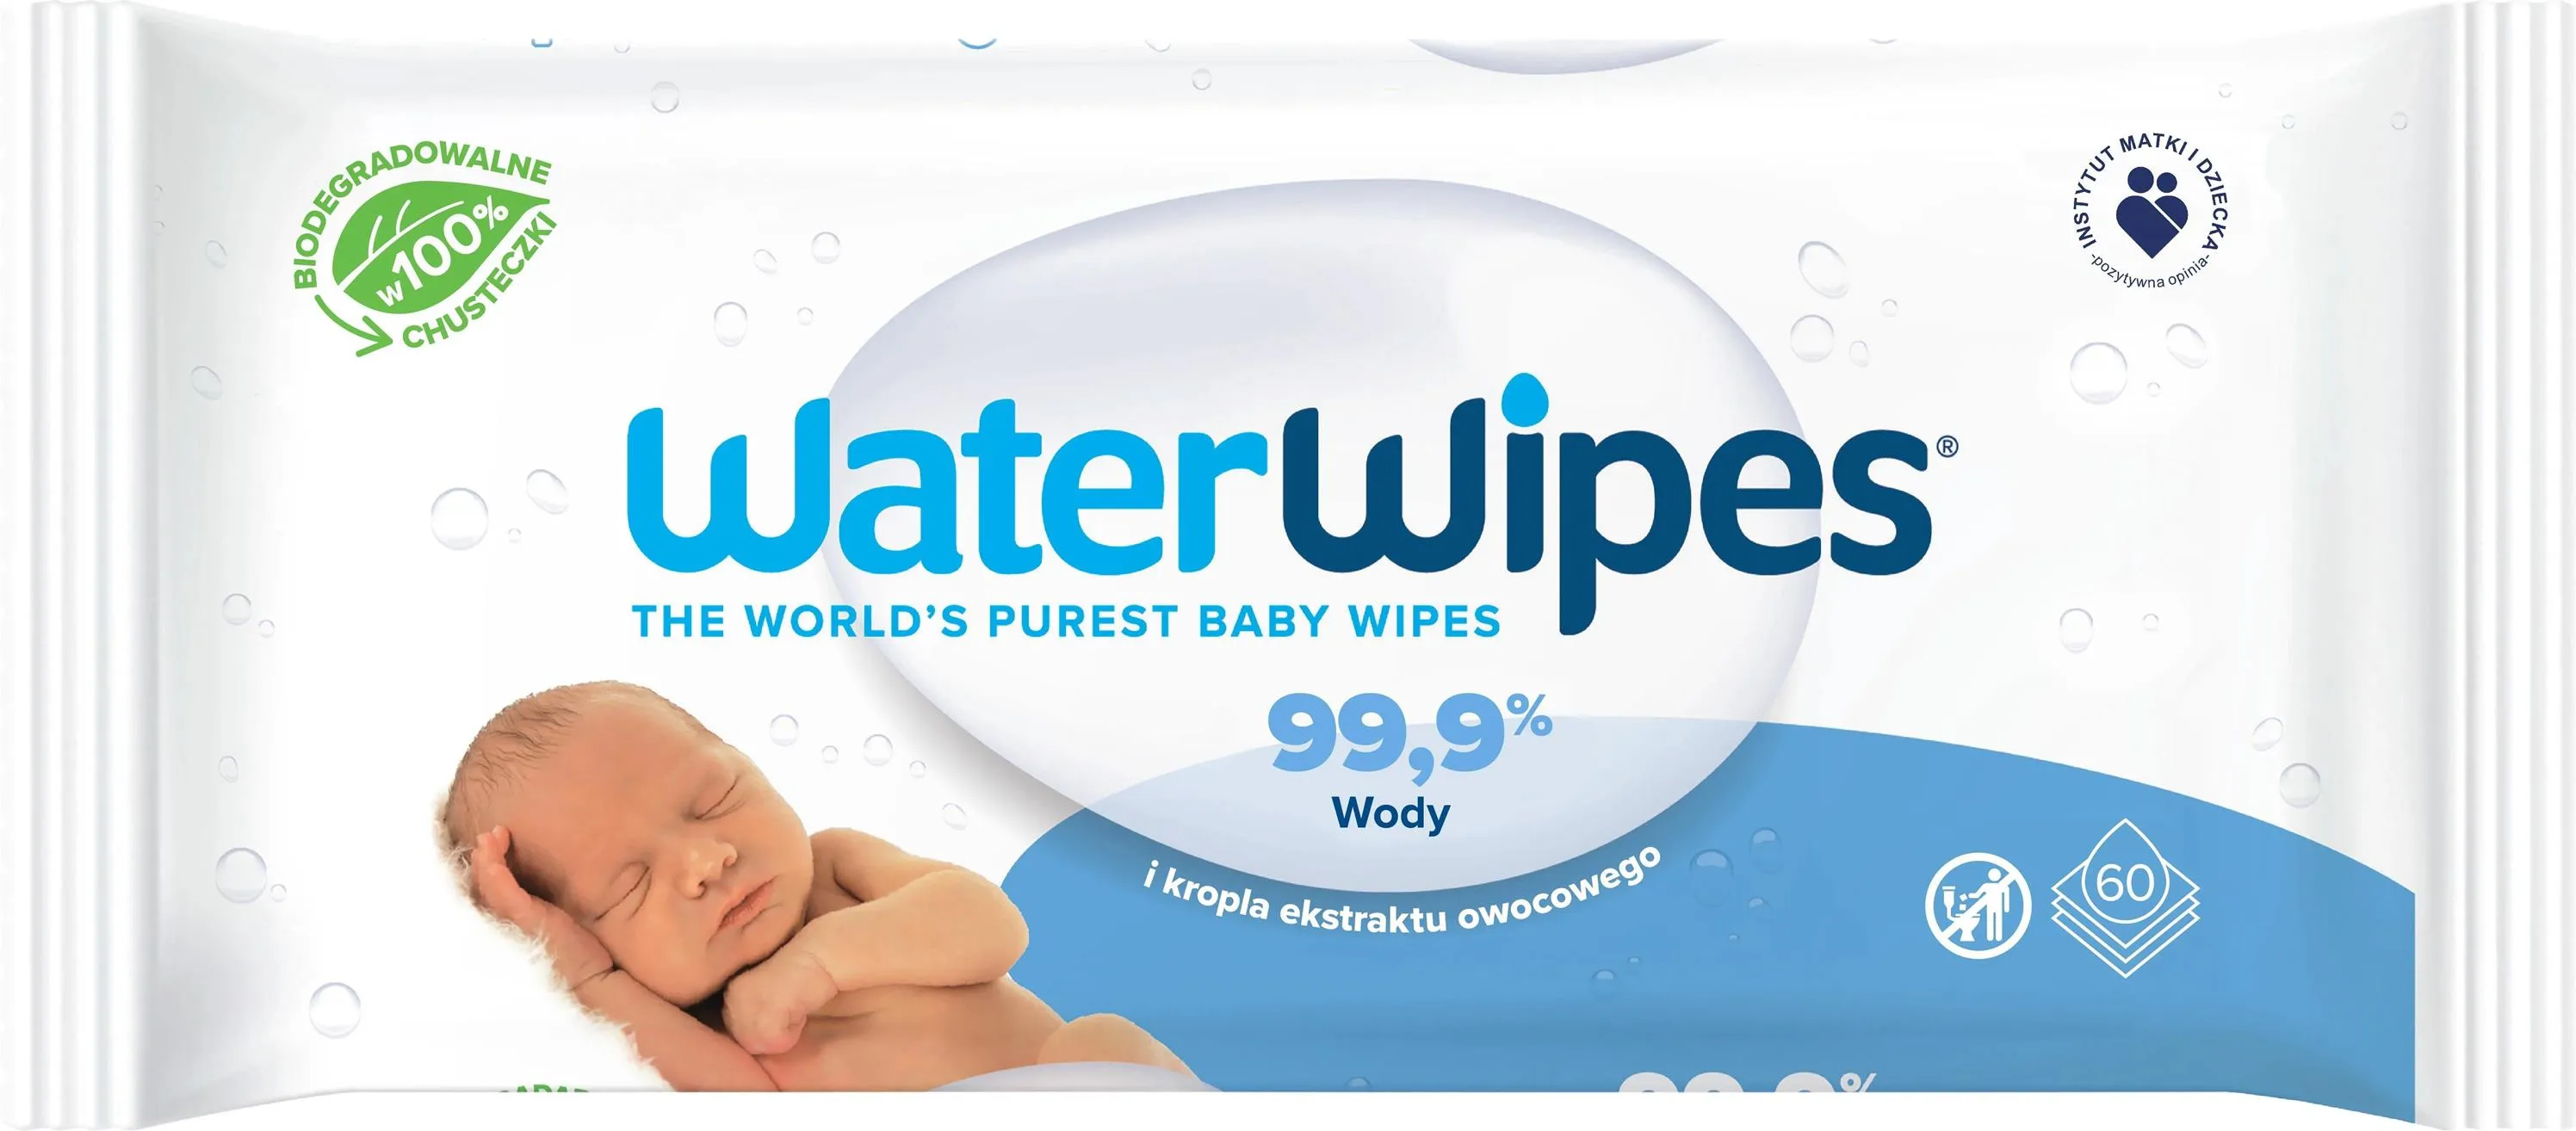 BIODEGRADOWALNE
w 100%
CHUSTECZKI
INSTYTUT MATKI I DZIECKA
-pozytywna opinia-
waterwipes®
THE WORLD'S PUREST BABY WIPES
99,9%
Wody
i kropla ekstraktu owocowego
60